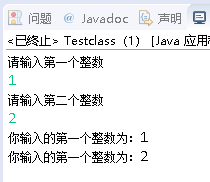 问题 @ Javadoc 声明
<已终止> Testclass (1) [Java 应用
请输入第一个整数
1
请输入第二个整数
2
你输入的第一个整数为：1
你输入的第一个整数为：2